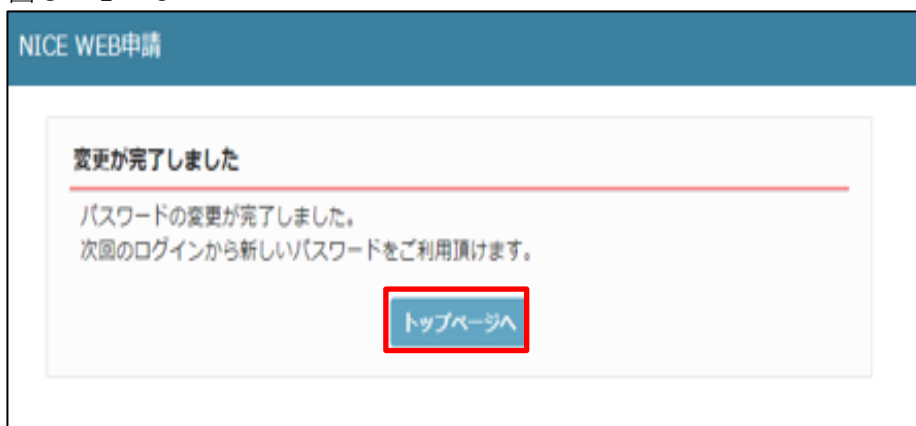 NICE WEB申請
変更が完了しました
パスワードの変更が完了しました。
次回のログインから新しいパスワードをご利用頂けます。
トップページへ